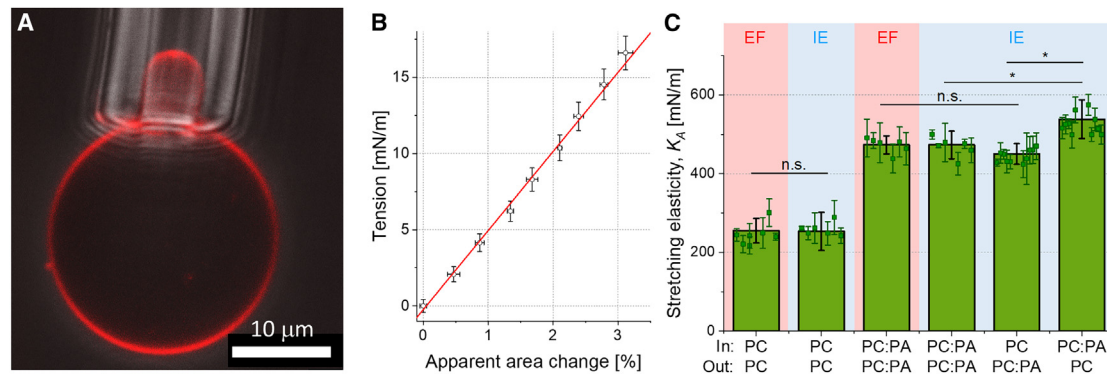 A
10 μm
B
Tension [mN/m]
15
10
5
0
0 1 2 3
Apparent area change [%]
C
EF IE EF IE
*
*
n.s.
n.s.
Stretching elasticity, K_A [mN/m]
600
400
200
0
In: PC PC PC:PA PC:PA PC PC:PA
Out: PC PC PC:PA PC:PA PC:PA PC